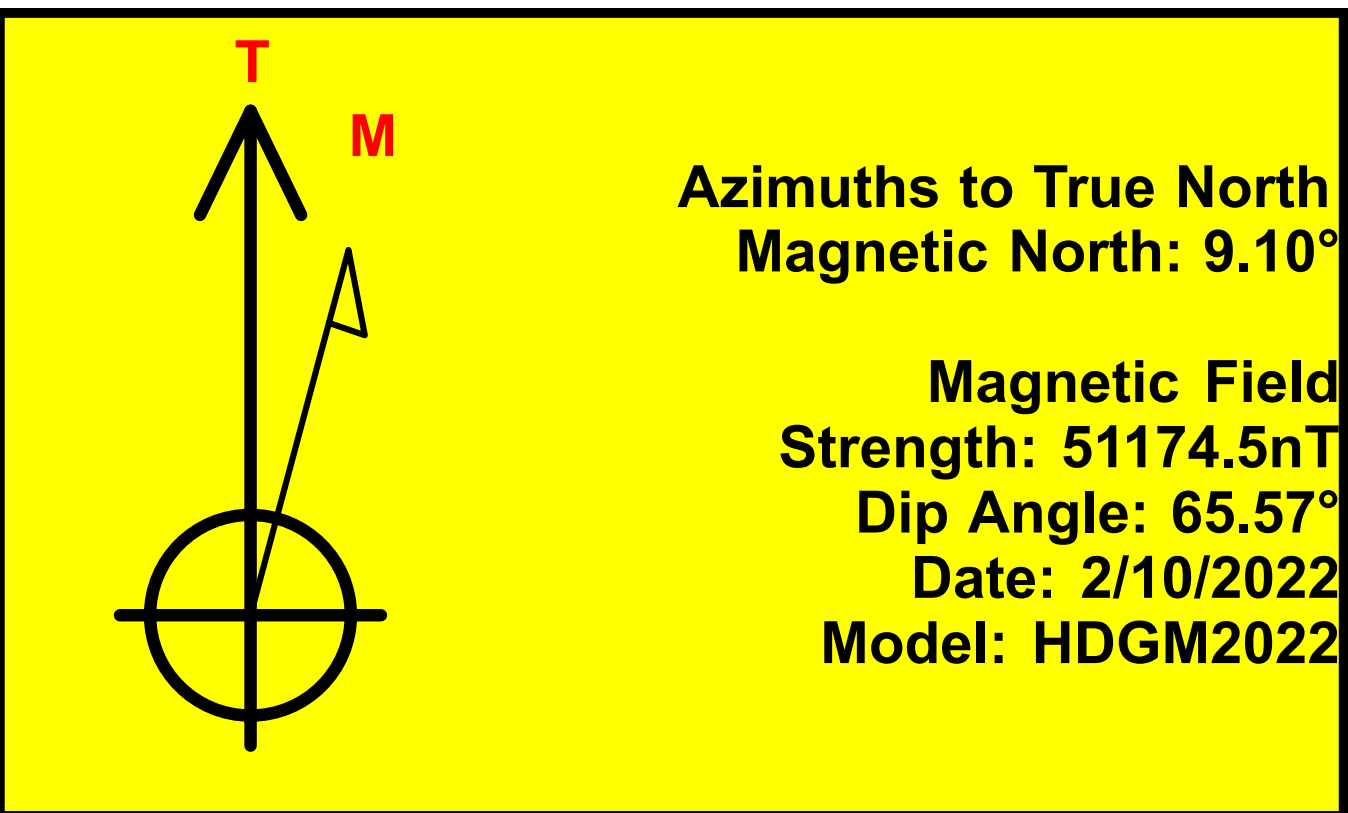 T
M
Azimuths to True North
Magnetic North: 9.10°
Magnetic Field
Strength: 51174.5nT
Dip Angle: 65.57°
Date: 2/10/2022
Model: HDGM2022